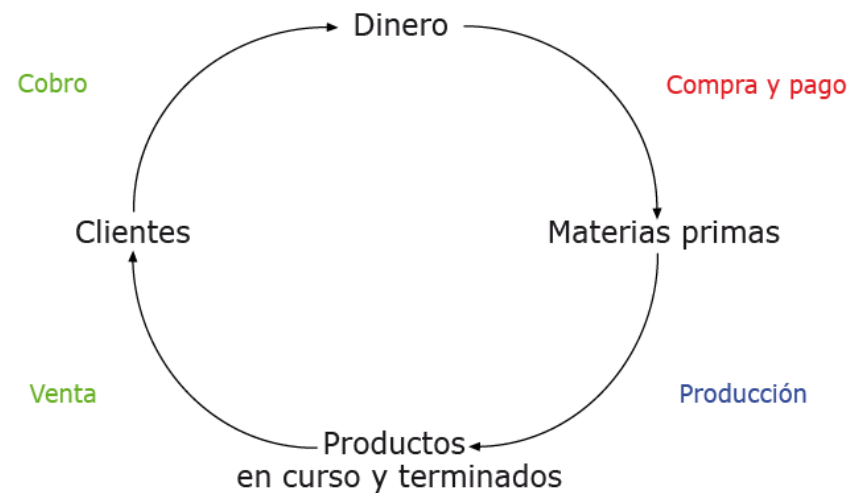 Dinero
Cobro
Compra y pago
Clientes
Materias primas
Venta
Producción
Productos
en curso y terminados